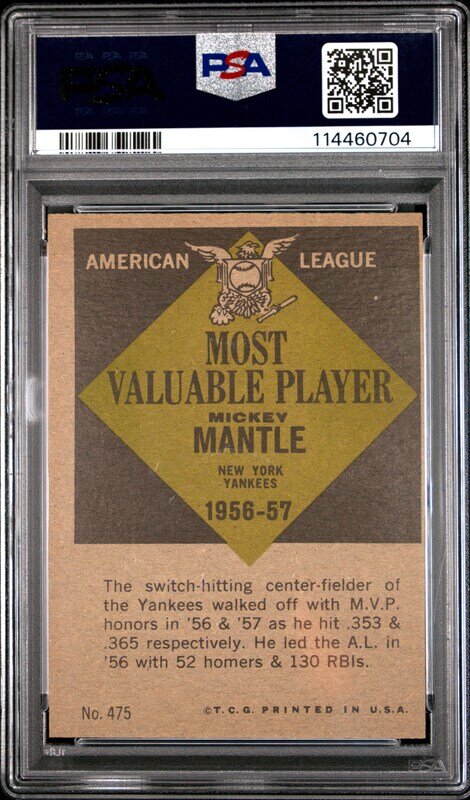 PSA
PSA
114460704
AMERICAN LEAGUE
MOST
VALUABLE PLAYER
MICKEY
MANTLE
NEW YORK
YANKEES
1956-57
The switch-hitting center-fielder of
the Yankees walked off with M.V.P.
honors in '56 & '57 as he hit .353 &
.365 respectively. He led the A.L. in
'56 with 52 homers & 130 RBIs.
No. 475
©T.C.G. PRINTED IN U.S.A.
PSA